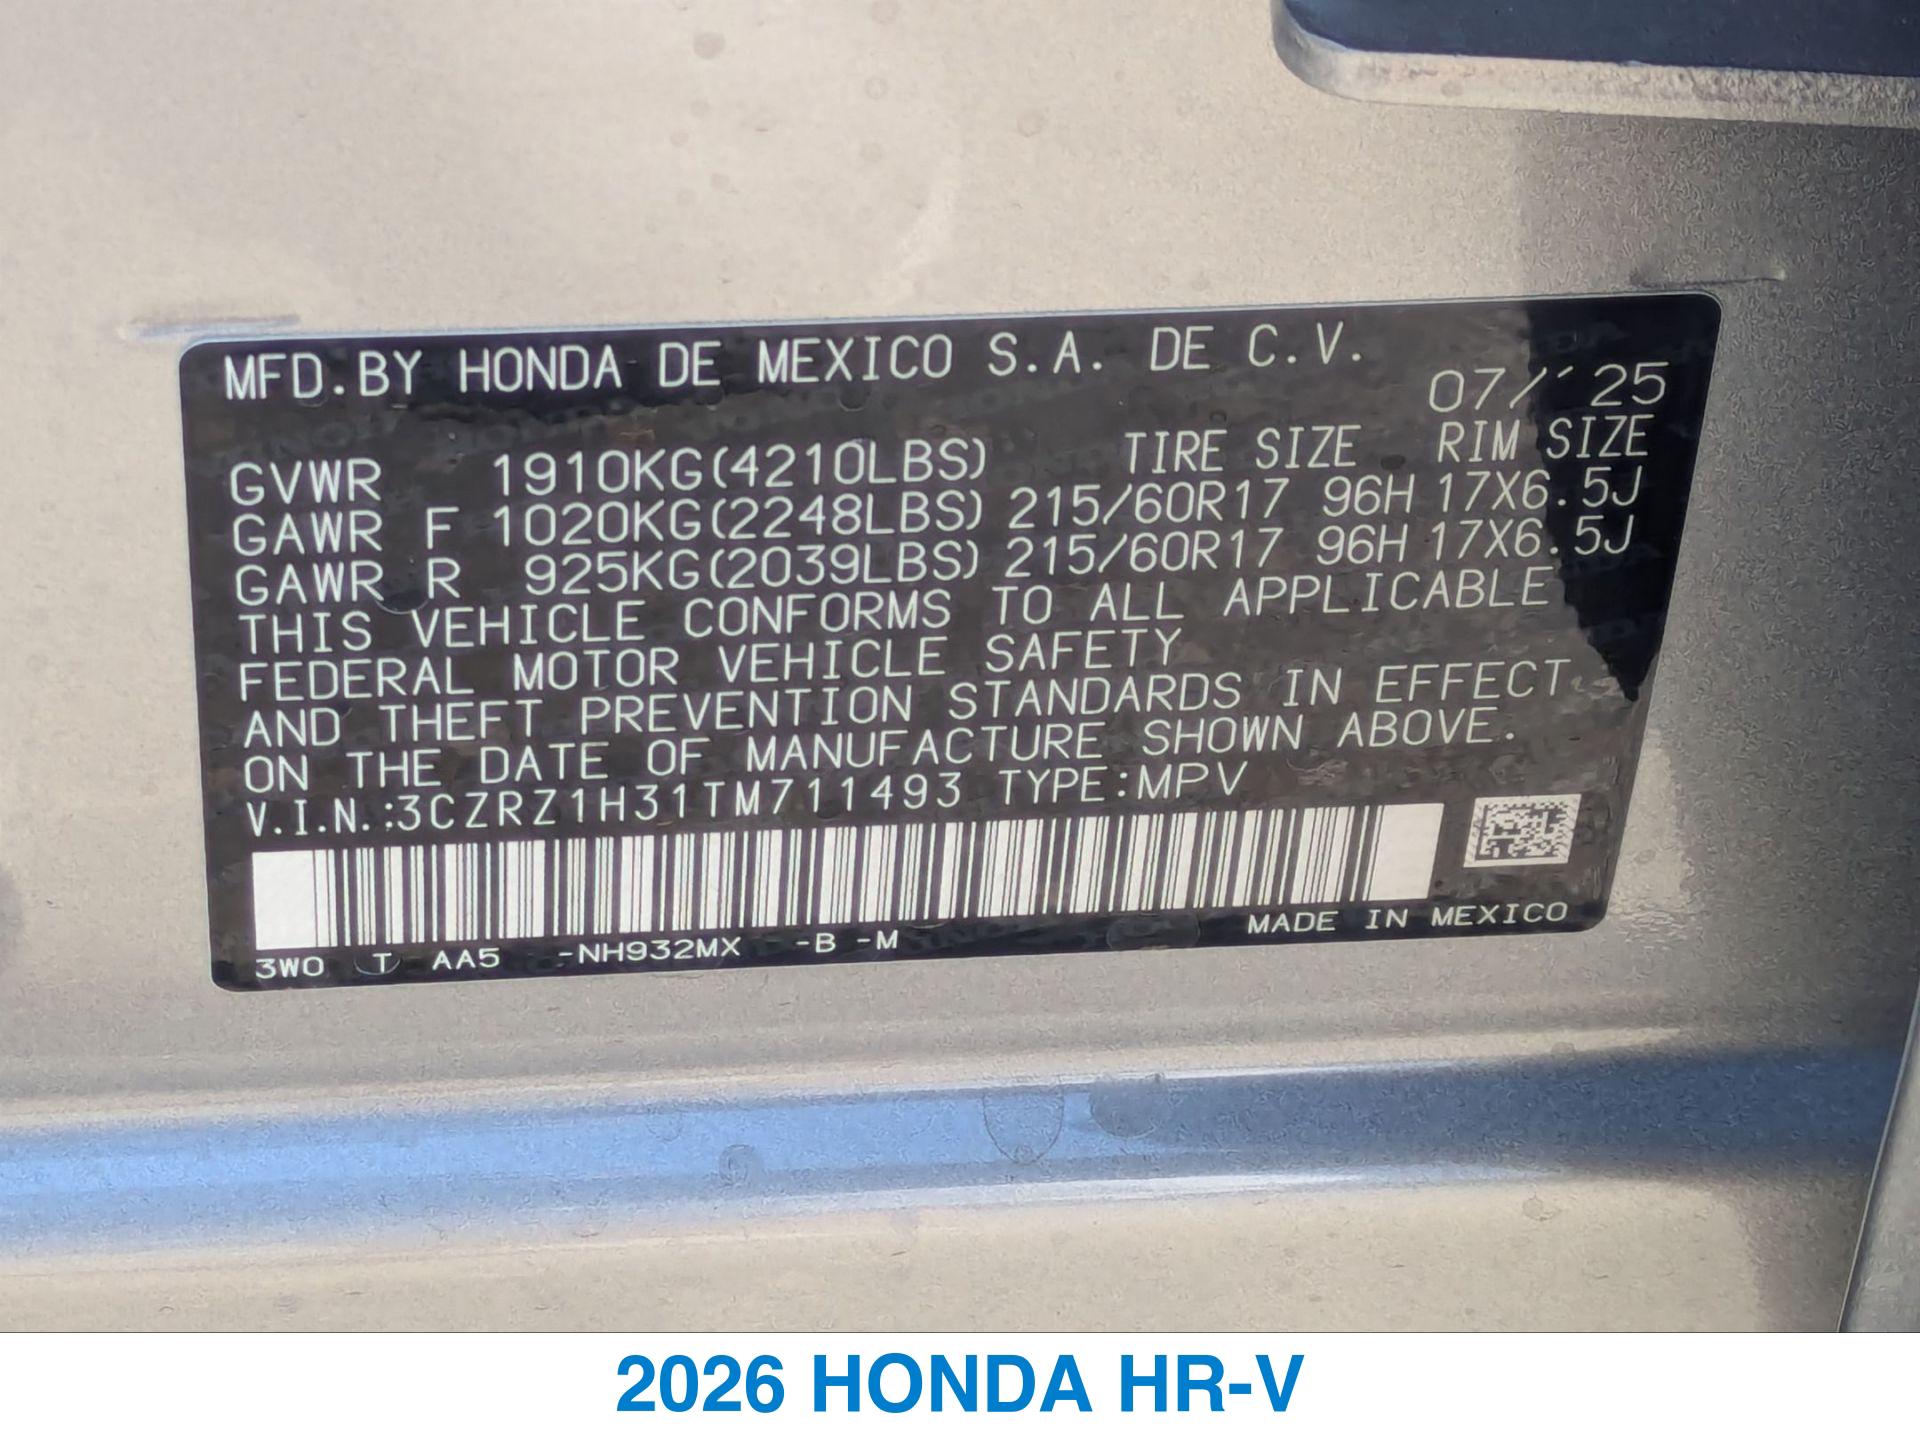 MFD.BY HONDA DE MEXICO S.A. DE C.V.
07/'25
GVWR 1910KG(4210LBS) TIRE SIZE RIM SIZE
GAWR F 1020KG(2248LBS) 215/60R17 96H 17X6.5J
GAWR R 925KG(2039LBS) 215/60R17 96H 17X6.5J
THIS VEHICLE CONFORMS TO ALL APPLICABLE
FEDERAL MOTOR VEHICLE SAFETY
AND THEFT PREVENTION STANDARDS IN EFFECT
ON THE DATE OF MANUFACTURE SHOWN ABOVE.
V.I.N.:3CZRZ1H31TM711493 TYPE:MPV
3W0 T AA5 -NH932MX -B -M MADE IN MEXICO
2026 HONDA HR-V